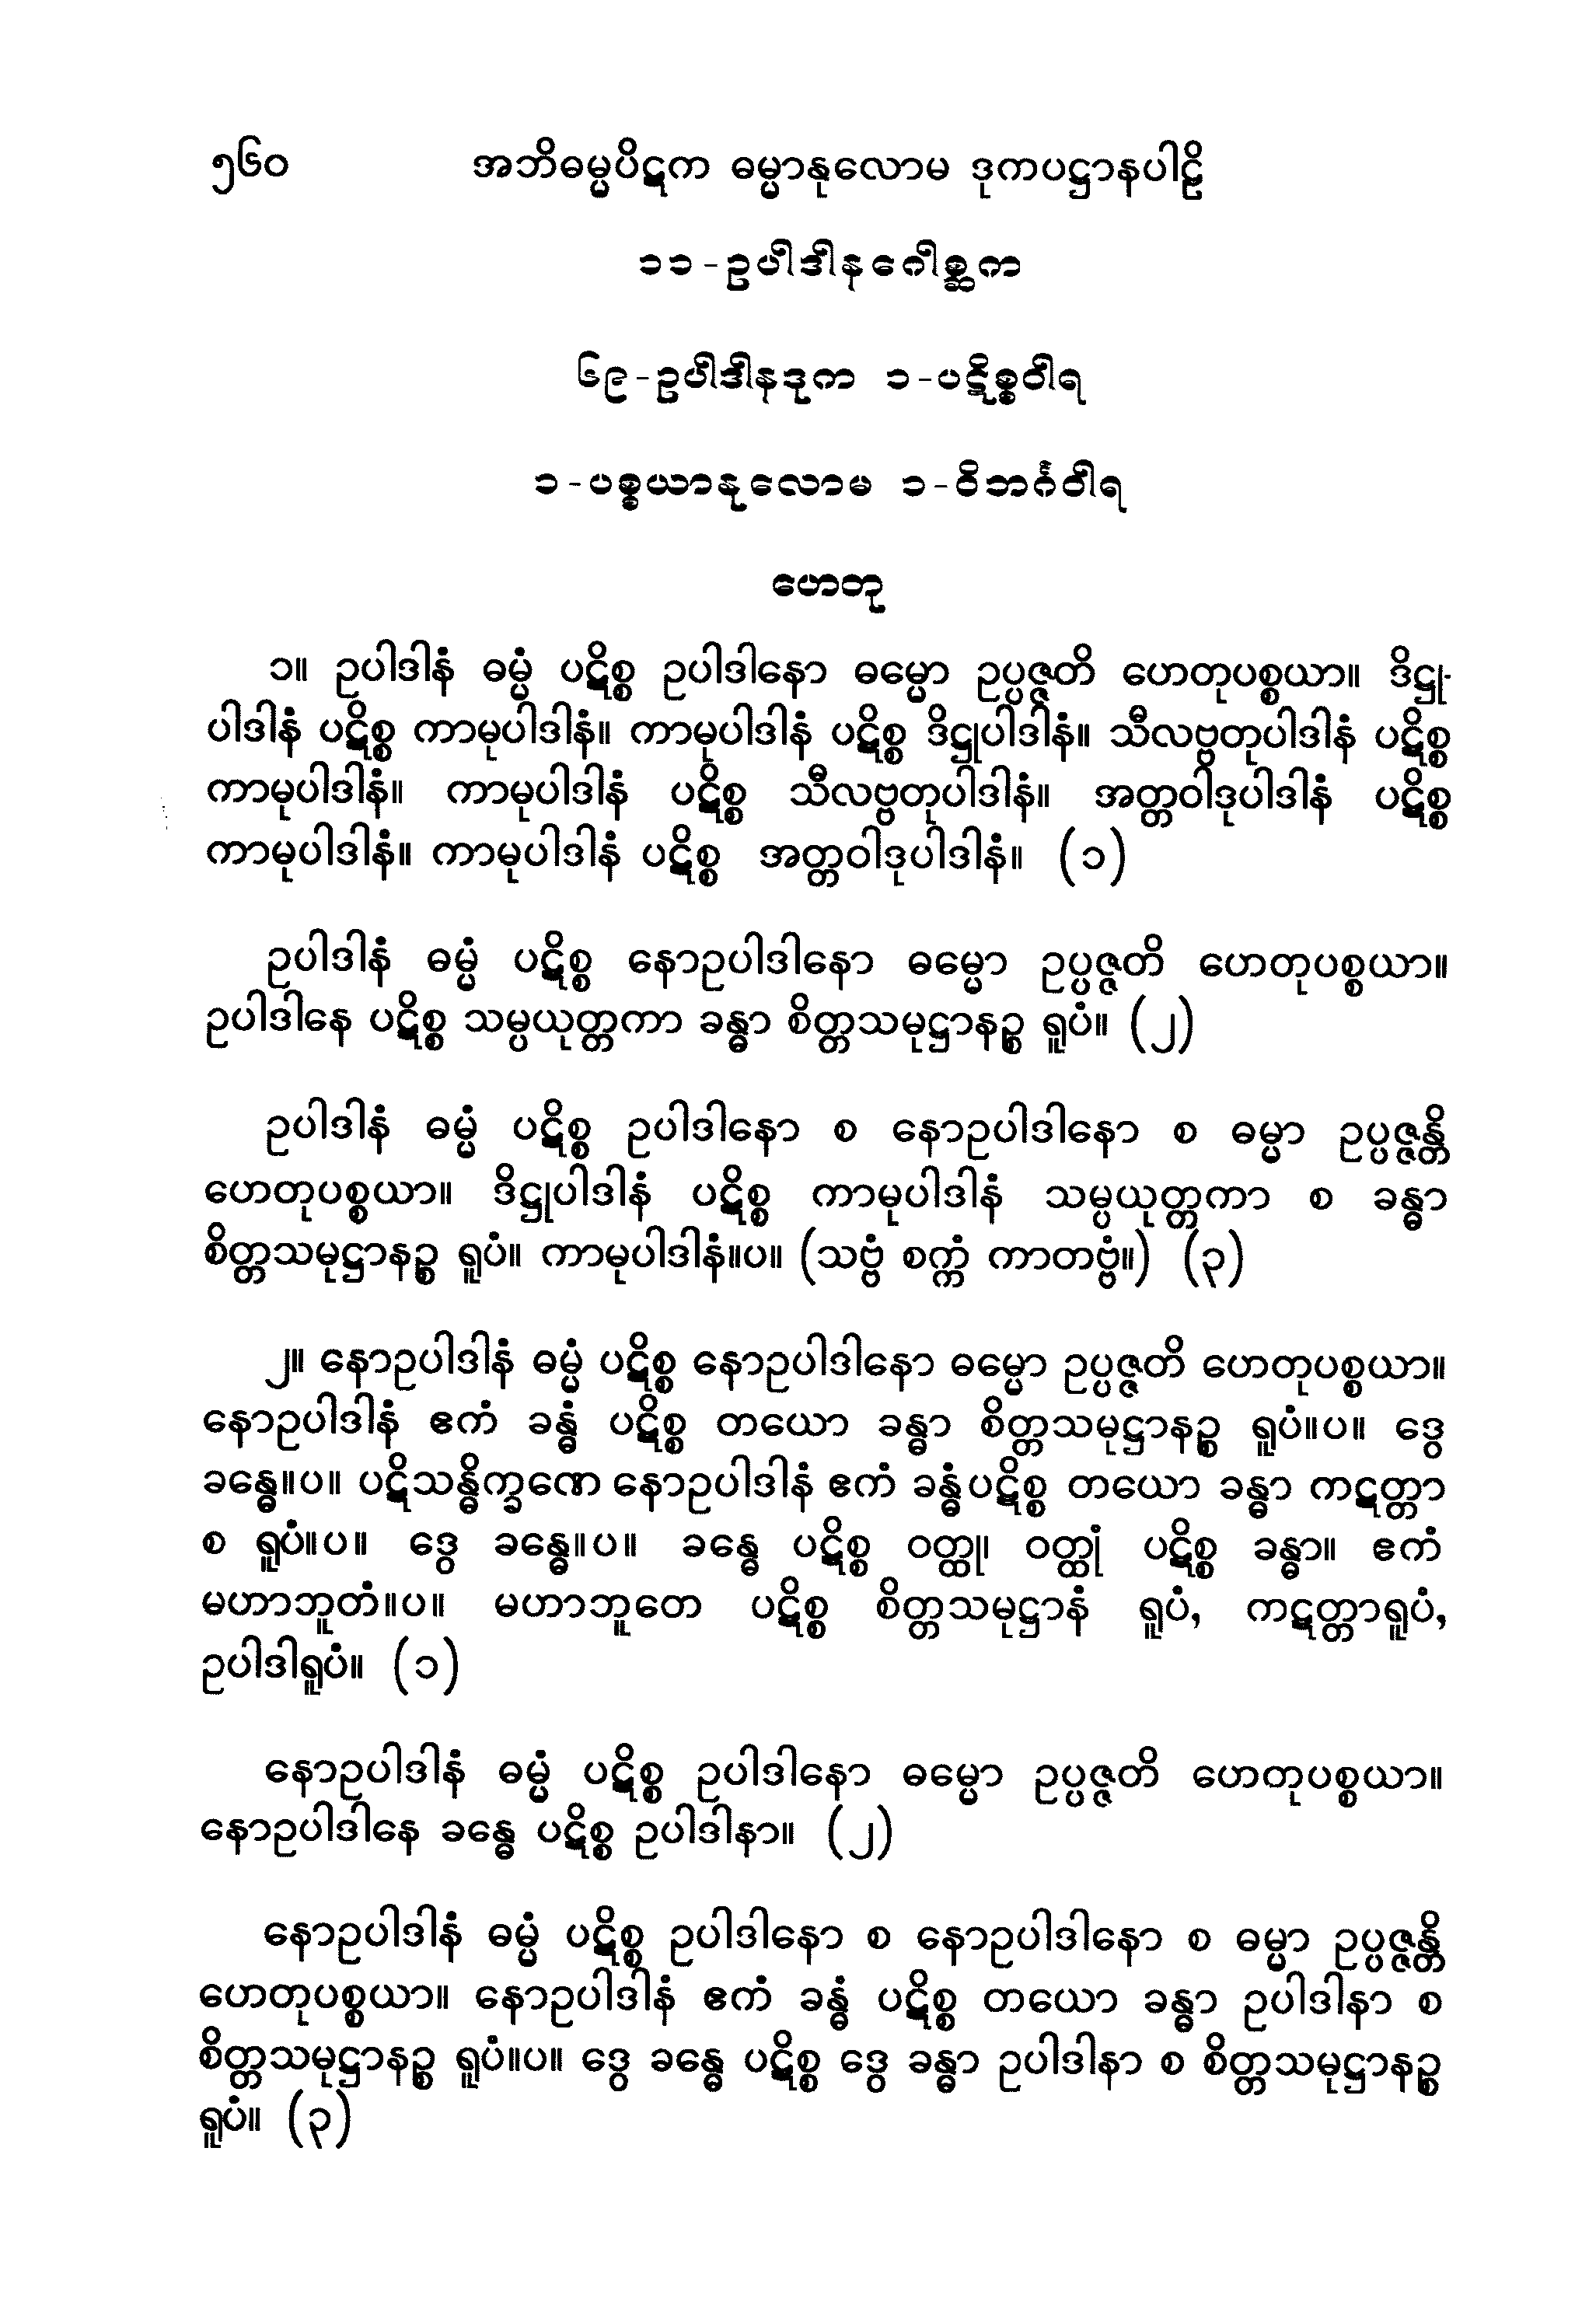 ၅၆၀ အဘိဓမ္မပိဋက ဓမ္မာနုလောမ ဒုကပဋ္ဌာနပါဠိ
၁၁-ဥပါဒါနဂေါစ္ဆက
၆၉-ဥပါဒါနဒုက ၁-ပဋိစ္စဝါရ
၁-ပစ္စယာနုလောမ ၁-ဝိဘင်္ဂဝါရ
ဟေတု
၁။ ဥပါဒါနံ ဓမ္မံ ပဋိစ္စ ဥပါဒါနော ဓမ္မော ဥပ္ပဇ္ဇတိ ဟေတုပစ္စယာ။ ဒိဋ္ဌု-
ပါဒါနံ ပဋိစ္စ ကာမုပါဒါနံ။ ကာမုပါဒါနံ ပဋိစ္စ ဒိဋ္ဌုပါဒါနံ။ သီလဗ္ဗတုပါဒါနံ ပဋိစ္စ
ကာမုပါဒါနံ။ ကာမုပါဒါနံ ပဋိစ္စ သီလဗ္ဗတုပါဒါနံ။ အတ္တဝါဒုပါဒါနံ ပဋိစ္စ
ကာမုပါဒါနံ။ ကာမုပါဒါနံ ပဋိစ္စ အတ္တဝါဒုပါဒါနံ။ (၁)
ဥပါဒါနံ ဓမ္မံ ပဋိစ္စ နောဥပါဒါနော ဓမ္မော ဥပ္ပဇ္ဇတိ ဟေတုပစ္စယာ။
ဥပါဒါနေ ပဋိစ္စ သမ္ပယုတ္တကာ ခန္ဓာ စိတ္တသမုဋ္ဌာနဉ္စ ရူပံ။ (၂)
ဥပါဒါနံ ဓမ္မံ ပဋိစ္စ ဥပါဒါနော စ နောဥပါဒါနော စ ဓမ္မာ ဥပ္ပဇ္ဇန္တိ
ဟေတုပစ္စယာ။ ဒိဋ္ဌုပါဒါနံ ပဋိစ္စ ကာမုပါဒါနံ သမ္ပယုတ္တကာ စ ခန္ဓာ
စိတ္တသမုဋ္ဌာနဉ္စ ရူပံ။ ကာမုပါဒါနံ။ပ။ (သဗ္ဗံ စက္ကံ ကာတဗ္ဗံ။) (၃)
၂။ နောဥပါဒါနံ ဓမ္မံ ပဋိစ္စ နောဥပါဒါနော ဓမ္မော ဥပ္ပဇ္ဇတိ ဟေတုပစ္စယာ။
နောဥပါဒါနံ ဧကံ ခန္ဓံ ပဋိစ္စ တယော ခန္ဓာ စိတ္တသမုဋ္ဌာနဉ္စ ရူပံ။ပ။ ဒွေ
ခန္ဓေ။ပ။ ပဋိသန္ဓိက္ခဏေ နောဥပါဒါနံ ဧကံ ခန္ဓံ ပဋိစ္စ တယော ခန္ဓာ ကဋတ္တာ
စ ရူပံ။ပ။ ဒွေ ခန္ဓေ။ပ။ ခန္ဓေ ပဋိစ္စ ဝတ္ထု၊ ဝတ္ထုံ ပဋိစ္စ ခန္ဓာ။ ဧကံ
မဟာဘူတံ။ပ။ မဟာဘူတေ ပဋိစ္စ စိတ္တသမုဋ္ဌာနံ ရူပံ, ကဋတ္တာရူပံ,
ဥပါဒါရူပံ။ (၁)
နောဥပါဒါနံ ဓမ္မံ ပဋိစ္စ ဥပါဒါနော ဓမ္မော ဥပ္ပဇ္ဇတိ ဟေတုပစ္စယာ။
နောဥပါဒါနေ ခန္ဓေ ပဋိစ္စ ဥပါဒါနာ။ (၂)
နောဥပါဒါနံ ဓမ္မံ ပဋိစ္စ ဥပါဒါနော စ နောဥပါဒါနော စ ဓမ္မာ ဥပ္ပဇ္ဇန္တိ
ဟေတုပစ္စယာ။ နောဥပါဒါနံ ဧကံ ခန္ဓံ ပဋိစ္စ တယော ခန္ဓာ ဥပါဒါနာ စ
စိတ္တသမုဋ္ဌာနဉ္စ ရူပံ။ပ။ ဒွေ ခန္ဓေ ပဋိစ္စ ဒွေ ခန္ဓာ ဥပါဒါနာ စ စိတ္တသမုဋ္ဌာနဉ္စ
ရူပံ။ (၃)